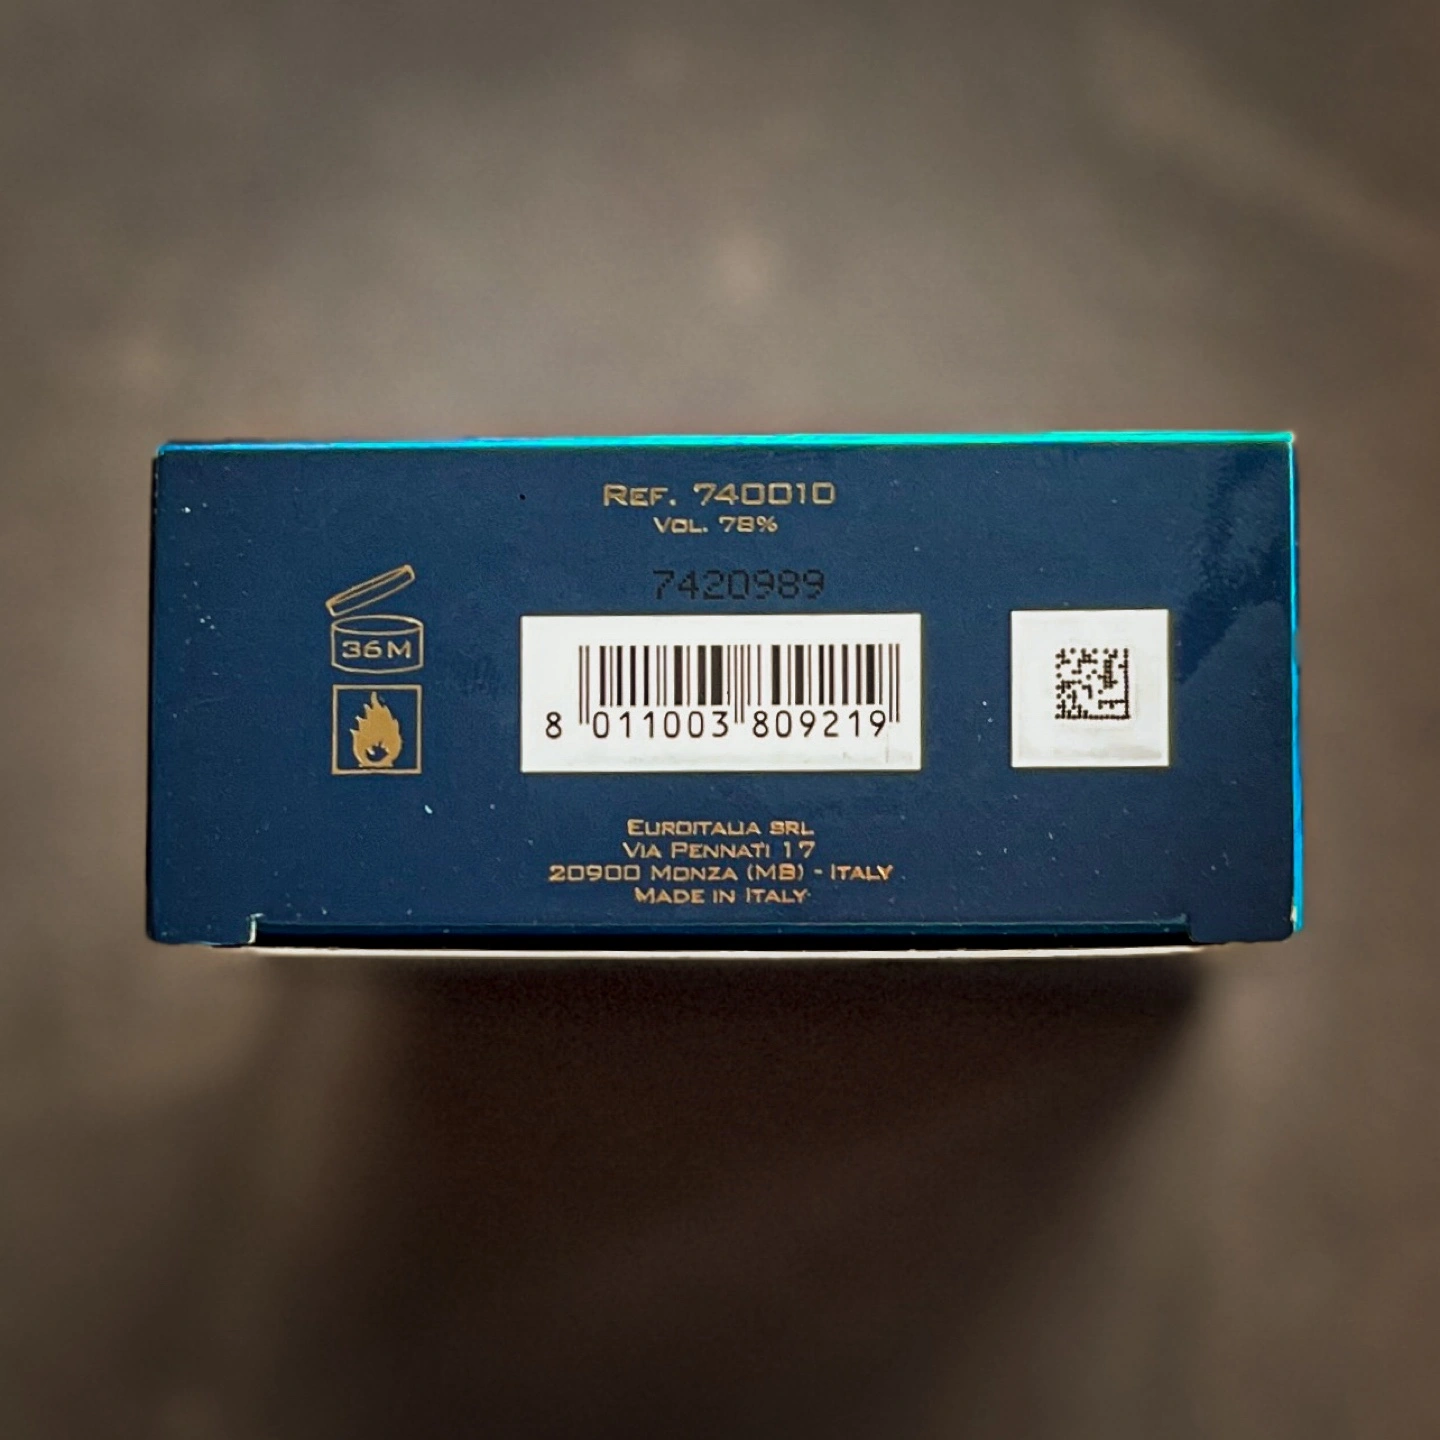 Ref. 740010
Vol. 78%
7420989
36M
8 011003 809219
Euroitalia srl
Via Pennati 17
20900 Monza (MB) - Italy
Made in Italy